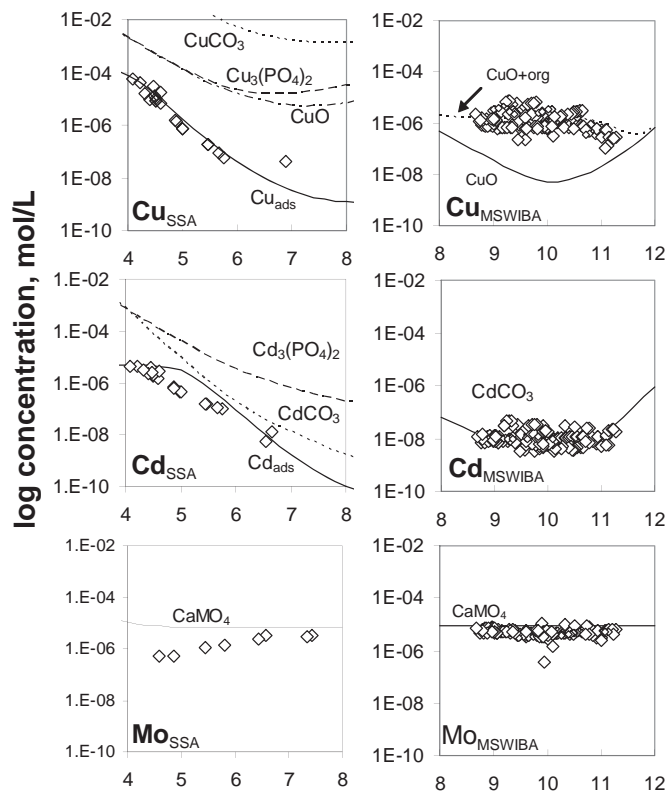 log concentration, mol/L
1E-02
1E-04
1E-06
1E-08
1E-10
CuCO3
Cu3(PO4)2
CuO
Cuads
CuSSA
4 5 6 7 8
1E-02
1E-04
1E-06
1E-08
1E-10
CuO+org
CuO
CuMSWIBA
8 9 10 11 12
1.E-02
1.E-04
1.E-06
1.E-08
1.E-10
Cd3(PO4)2
CdCO3
Cdads
CdSSA
4 5 6 7 8
1E-02
1E-04
1E-06
1E-08
1E-10
CdCO3
CdMSWIBA
8 9 10 11 12
1.E-02
1.E-04
1.E-06
1.E-08
1.E-10
CaMO4
MoSSA
4 5 6 7 8
1E-02
1E-04
1E-06
1E-08
1E-10
CaMO4
MoMSWIBA
8 9 10 11 12